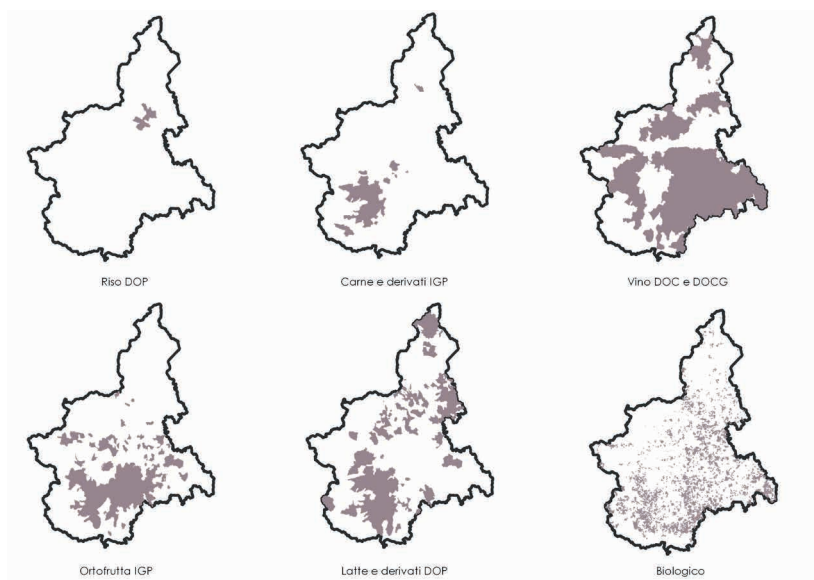 Riso DOP
Carne e derivati IGP
Vino DOC e DOCG
Ortofrutta IGP
Latte e derivati DOP
Biologico